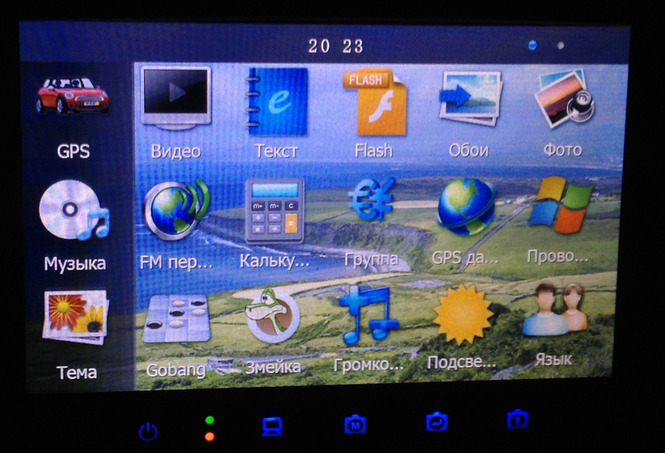 20 23
GPS
Видео
Текст
FLASH
Flash
Обои
Фото
Музыка
FM пер...
M+ M- C
Кальку...
Группа
GPS да...
Прово...
Тема
Gobang
Змейка
Громко...
Подсве...
Язык
M